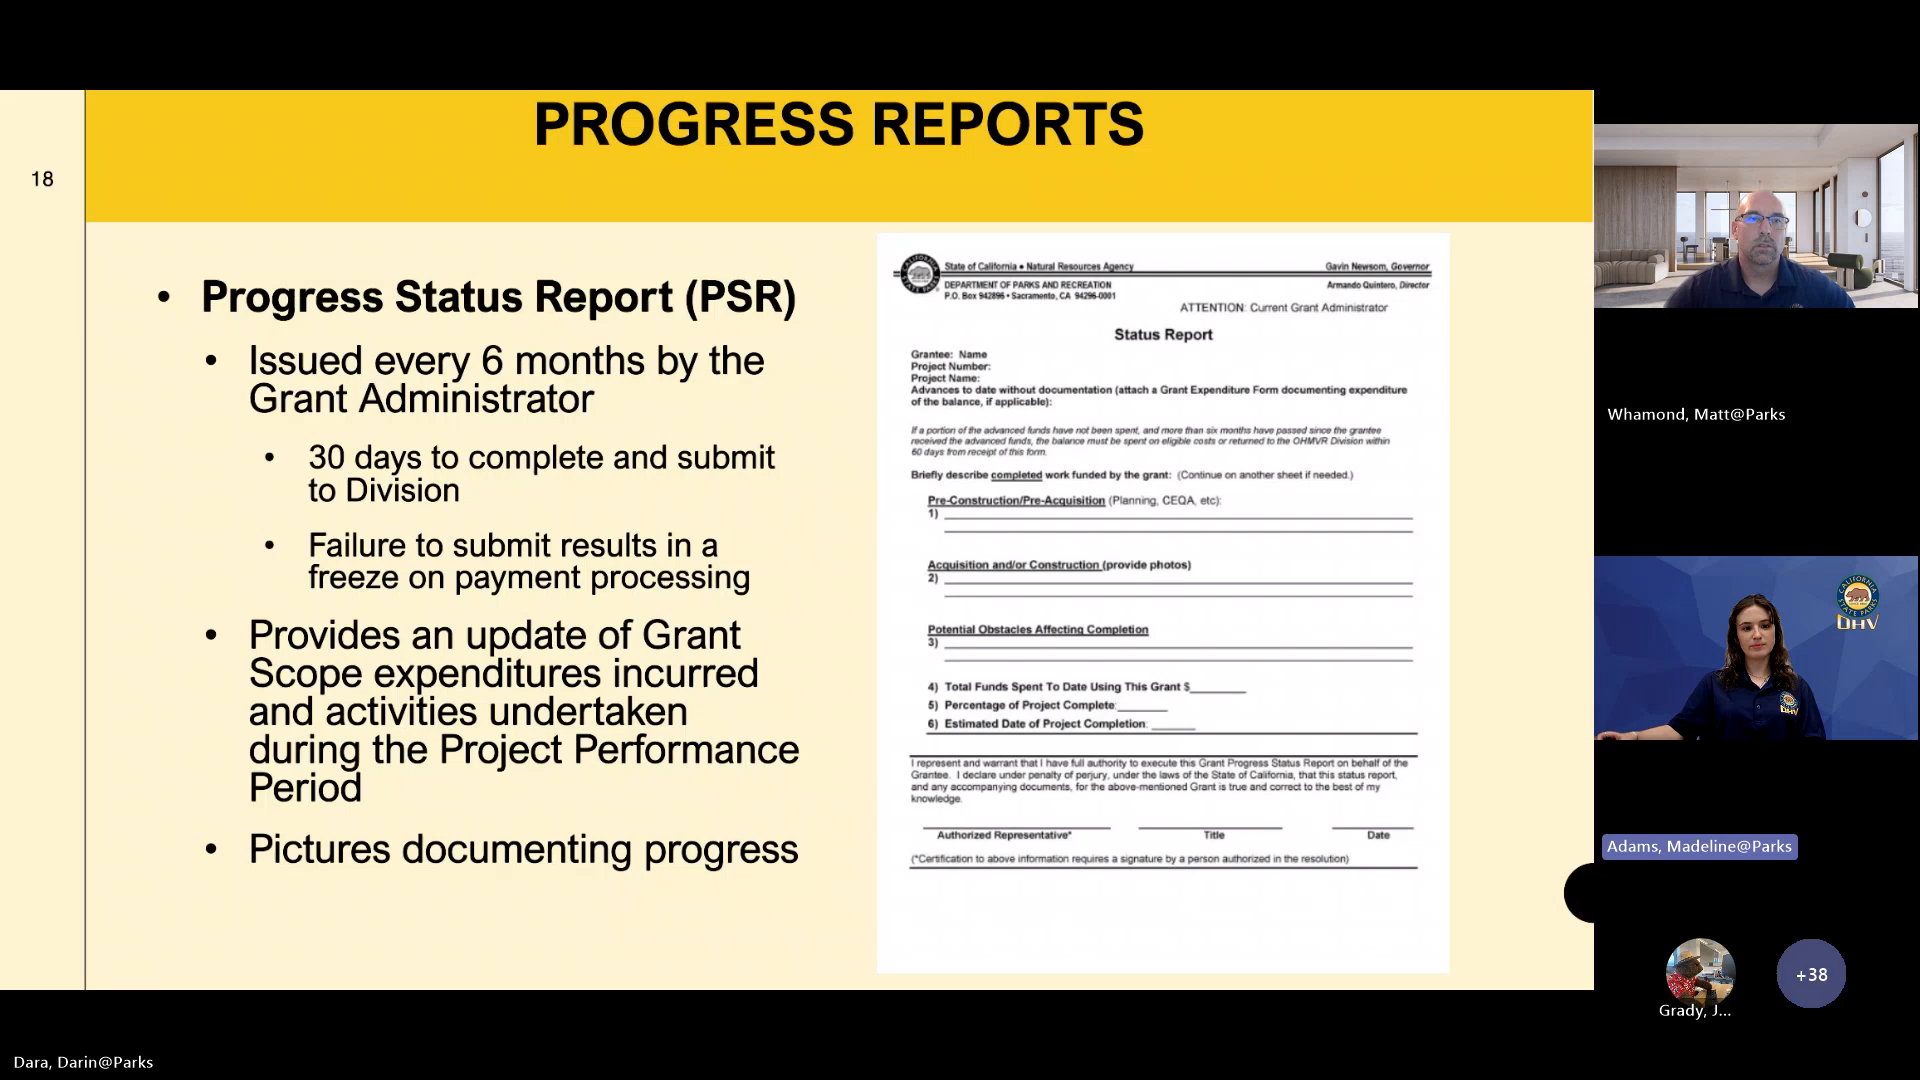 PROGRESS REPORTS
18
• Progress Status Report (PSR)
• Issued every 6 months by the
Grant Administrator
• 30 days to complete and submit
to Division
• Failure to submit results in a
freeze on payment processing
• Provides an update of Grant
Scope expenditures incurred
and activities undertaken
during the Project Performance
Period
• Pictures documenting progress
State of California • Natural Resources Agency
Gavin Newsom, Governor
DEPARTMENT OF PARKS AND RECREATION
P.O. Box 942896 • Sacramento, CA 94296-0001
Armando Quintero, Director
ATTENTION: Current Grant Administrator
Status Report
Grantee: Name
Project Number:
Project Name:
Advances to date without documentation (attach a Grant Expenditure Form documenting expenditure
of the balance, if applicable):
If a portion of the advanced funds have not been spent, and more than six months have passed since the grantee
received the advanced funds, the balance must be spent on eligible costs or returned to the OHMVR Division within
60 days from receipt of this form.
Briefly describe completed work funded by the grant: (Continue on another sheet if needed.)
Pre-Construction/Pre-Acquisition (Planning, CEQA, etc):
1)
Acquisition and/or Construction (provide photos)
2)
Potential Obstacles Affecting Completion
3)
4) Total Funds Spent To Date Using This Grant $
5) Percentage of Project Complete:
6) Estimated Date of Project Completion:
I represent and warrant that I have full authority to execute this Grant Progress Status Report on behalf of the
Grantee. I declare under penalty of perjury, under the laws of the State of California, that this status report,
and any accompanying documents, for the above-mentioned Grant is true and correct to the best of my
knowledge.
Authorized Representative*
Title
Date
(*Certification to above information requires a signature by a person authorized in the resolution)
Whamond, Matt@Parks
CALIFORNIA
STATE PARKS
OHV
OHV
Adams, Madeline@Parks
+38
Grady, J...
Dara, Darin@Parks